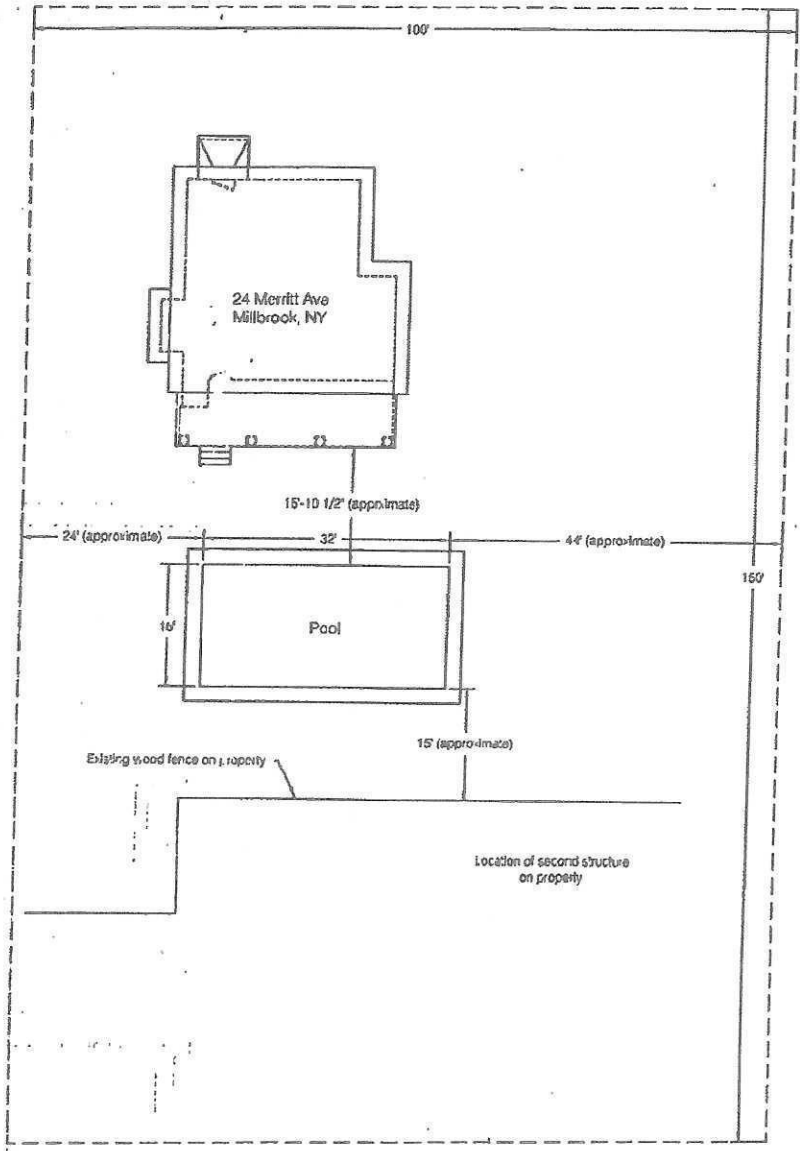 100'
24 Merritt Ave
Millbrook, NY
15'-10 1/2" (approximate)
24' (approximate)
32'
44' (approximate)
150'
16'
Pool
15' (approximate)
Existing wood fence on property
Location of second structure
on property